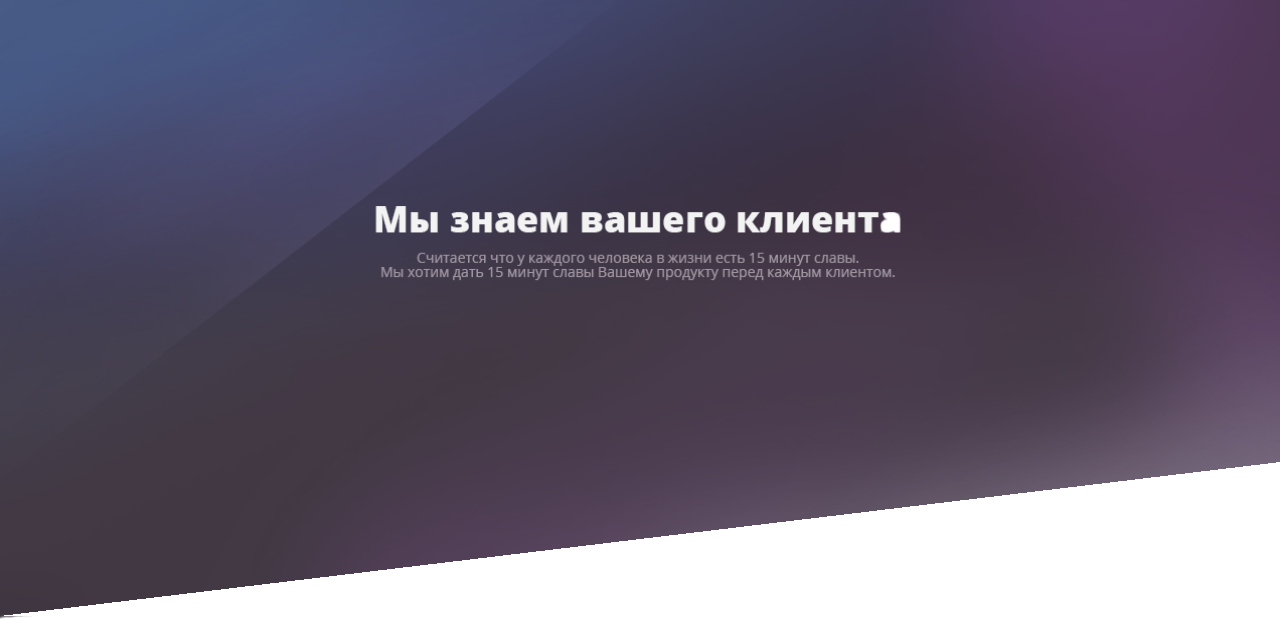 Мы знаем вашего клиента
Считается что у каждого человека в жизни есть 15 минут славы.
Мы хотим дать 15 минут славы Вашему продукту перед каждым клиентом.